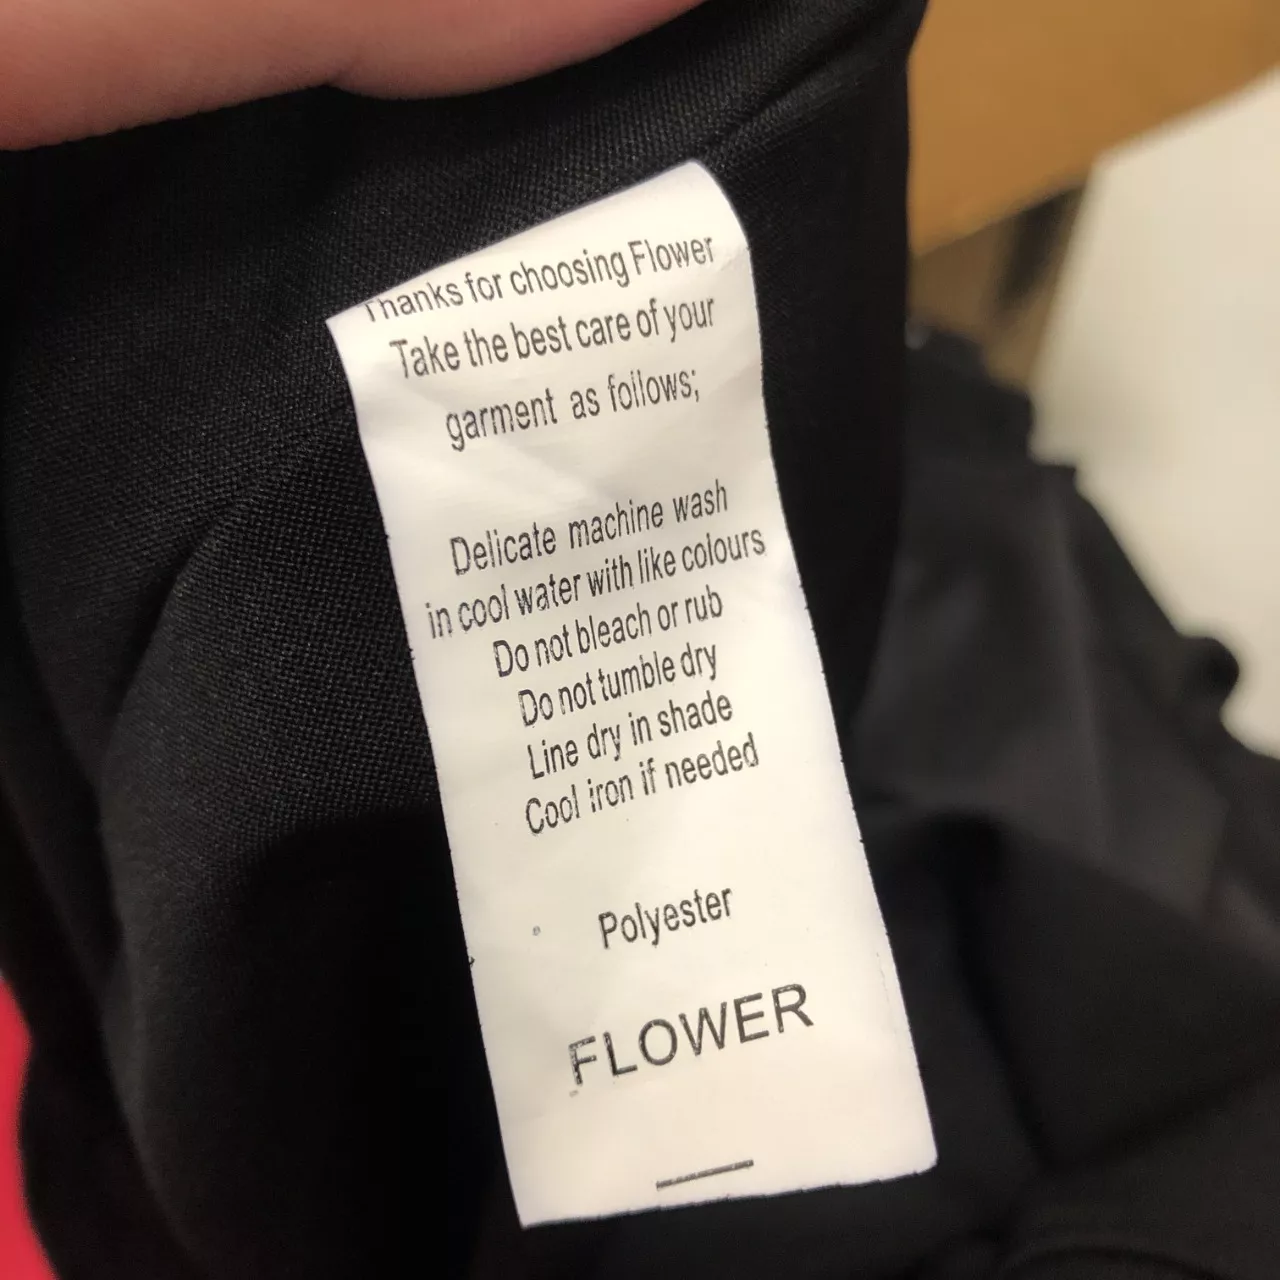 Thanks for choosing Flower
Take the best care of your
garment as follows;
Delicate machine wash
in cool water with like colours
Do not bleach or rub
Do not tumble dry
Line dry in shade
Cool iron if needed
Polyester
FLOWER